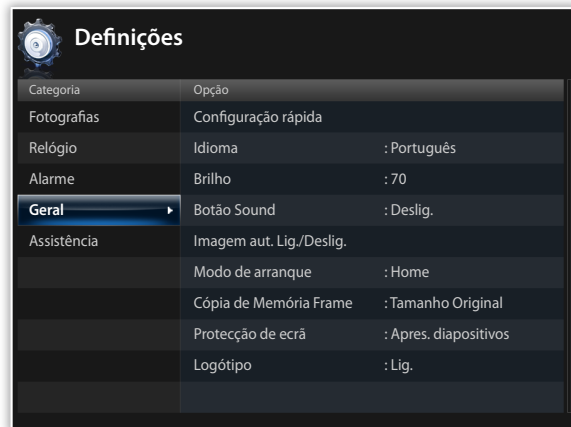 Definições
Categoria Opção
Fotografias Configuração rápida
Relógio Idioma : Português
Alarme Brilho : 70
Geral Botão Sound : Deslig.
Assistência Imagem aut. Lig./Deslig.
Modo de arranque : Home
Cópia de Memória Frame : Tamanho Original
Protecção de ecrã : Apres. diapositivos
Logótipo : Lig.